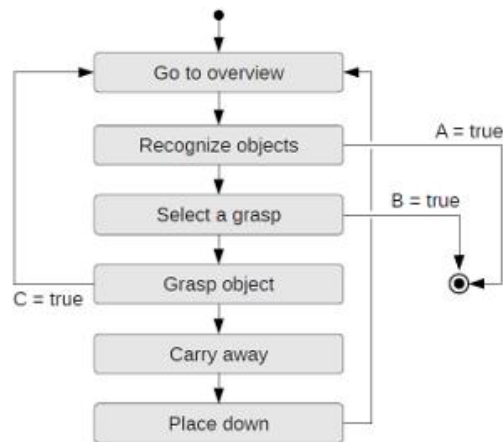 Go to overview
A = true
Recognize objects
B = true
Select a grasp
Grasp object
C = true
Carry away
Place down